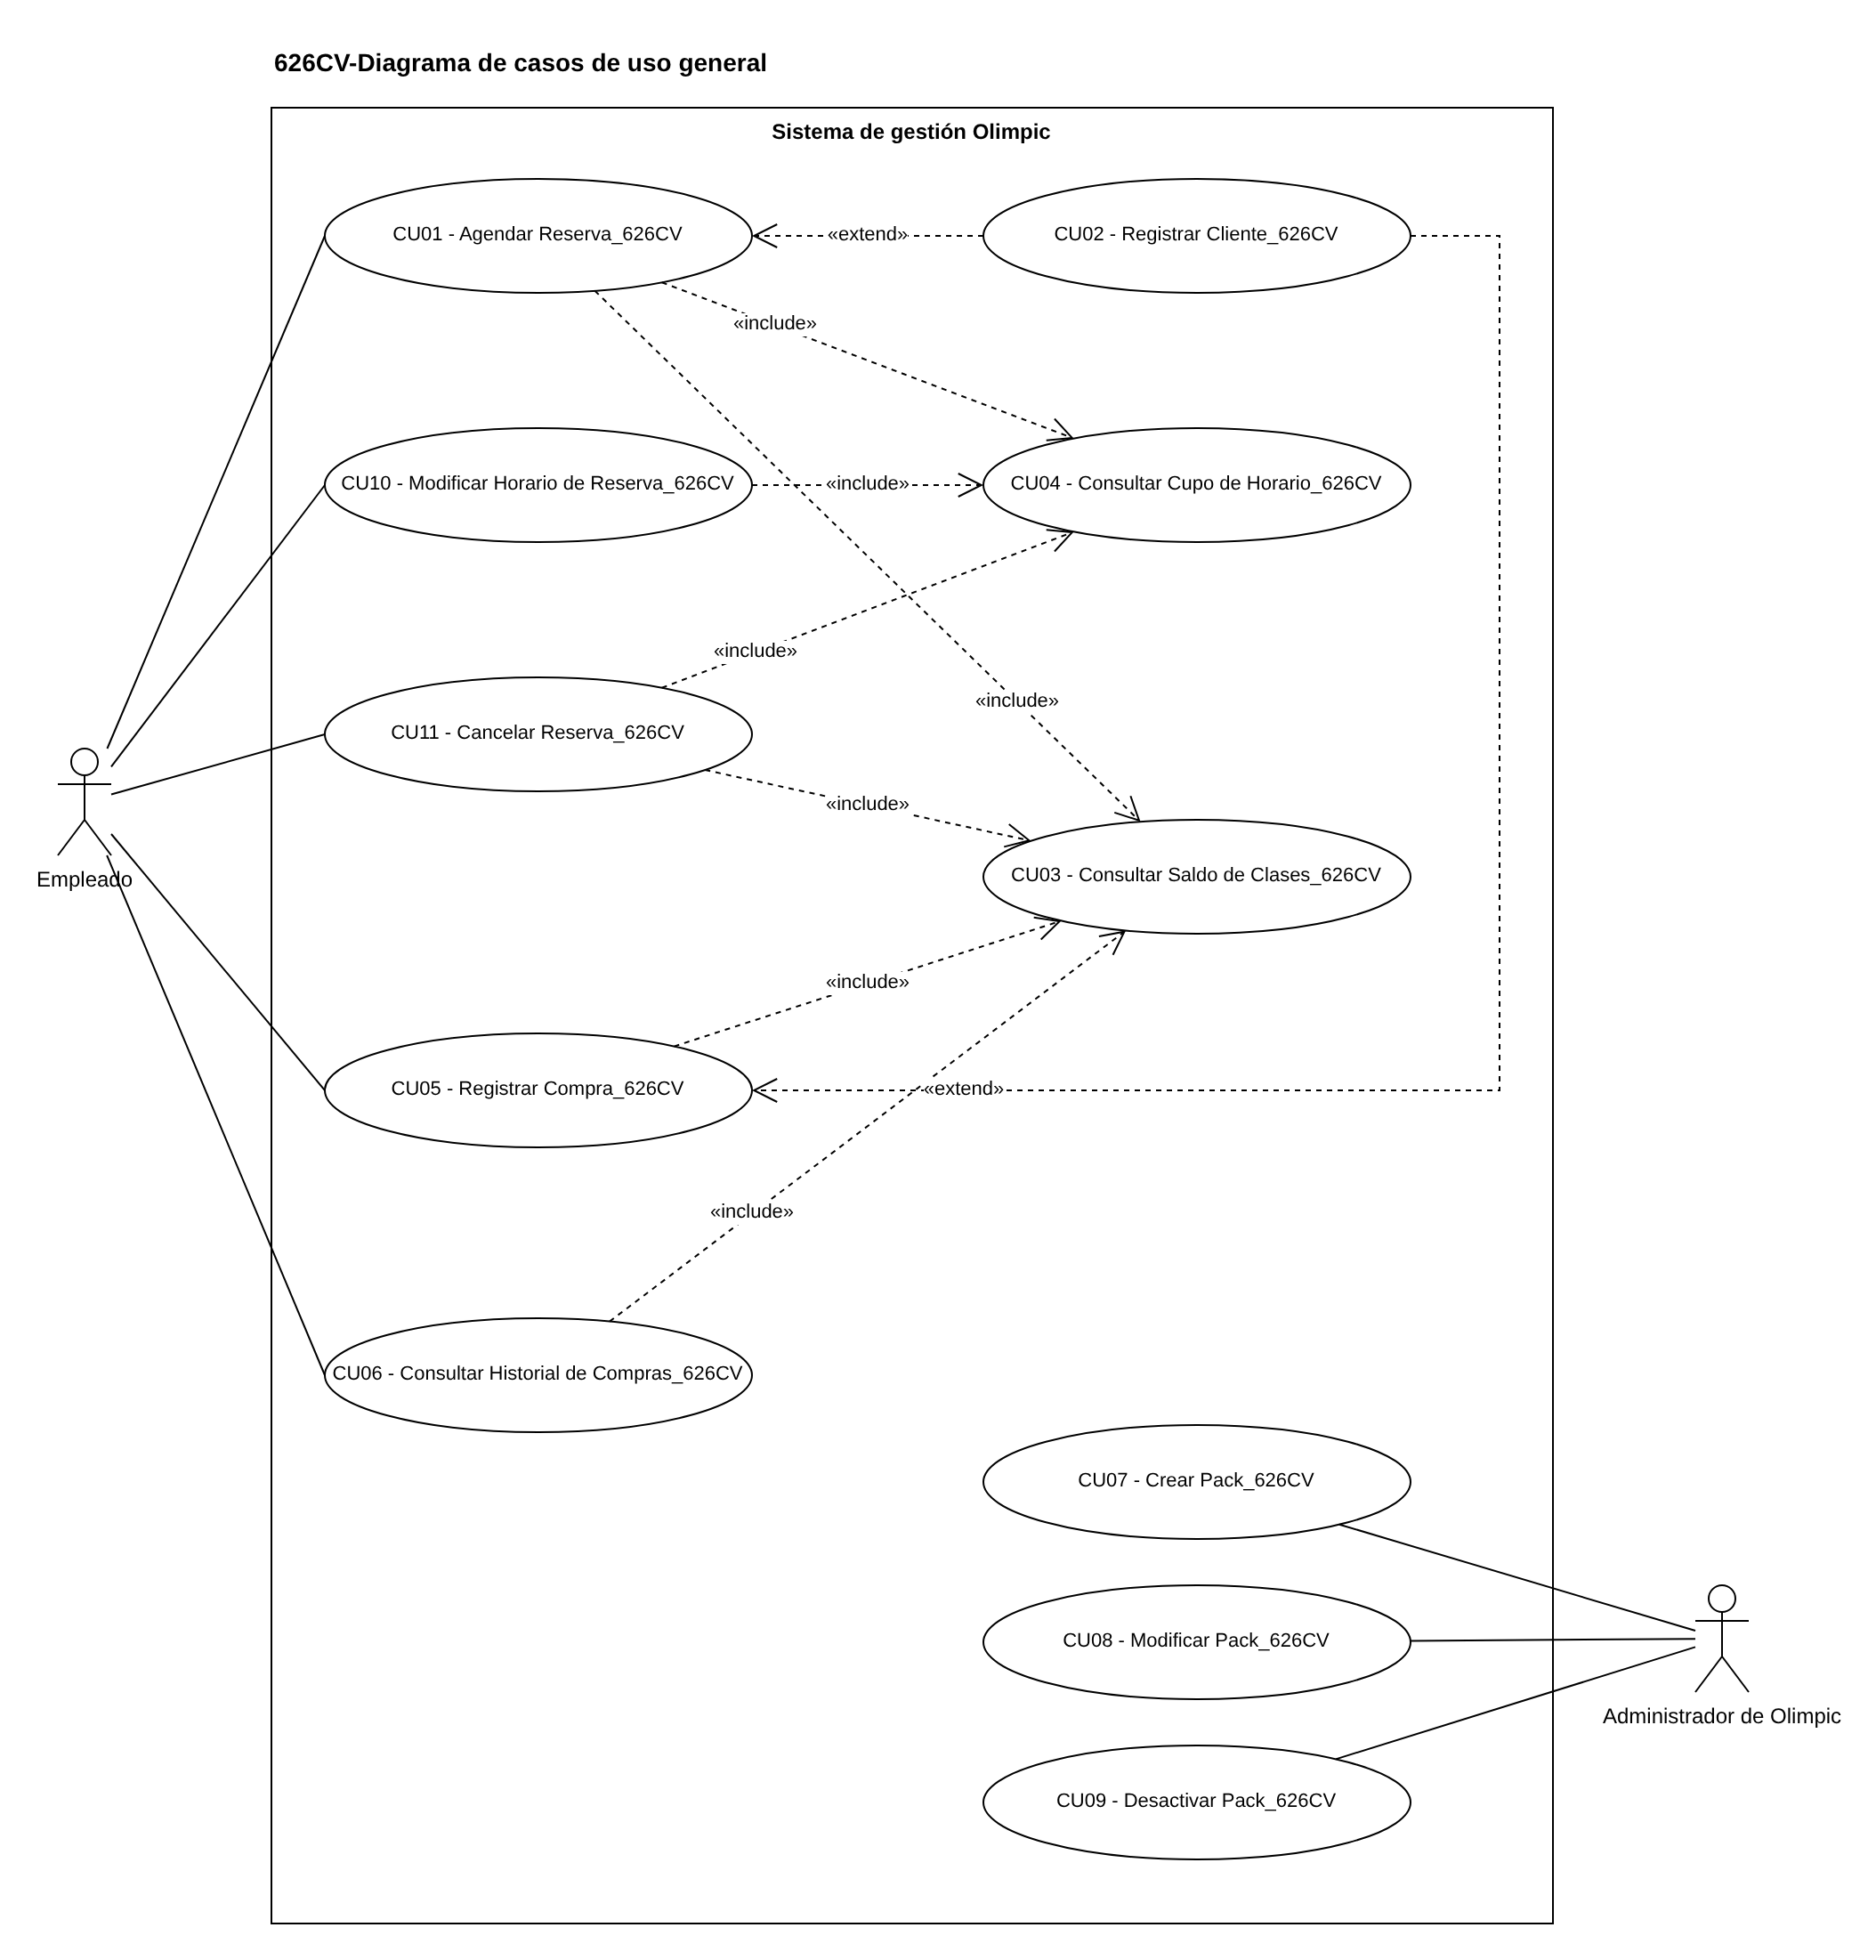 626CV-Diagrama de casos de uso general
Sistema de gestión Olimpic
CU01 - Agendar Reserva_626CV
«extend»
CU02 - Registrar Cliente_626CV
«include»
CU10 - Modificar Horario de Reserva_626CV
«include»
CU04 - Consultar Cupo de Horario_626CV
«include»
«include»
CU11 - Cancelar Reserva_626CV
«include»
Empleado
CU03 - Consultar Saldo de Clases_626CV
«include»
CU05 - Registrar Compra_626CV
«extend»
«include»
CU06 - Consultar Historial de Compras_626CV
CU07 - Crear Pack_626CV
CU08 - Modificar Pack_626CV
Administrador de Olimpic
CU09 - Desactivar Pack_626CV